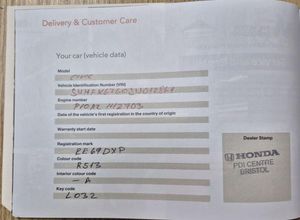 Delivery & Customer Care
Your car (vehicle data)
Model
CIVIC
Vehicle Identification Number (VIN)
Engine number
Date of the vehicle's first registration in the country of origin
Warranty start date
Registration mark
RE69DXP
Colour code
R513
Interior colour code
- A
Key code
L032
Dealer Stamp
HONDA
PDI CENTRE
BRISTOL